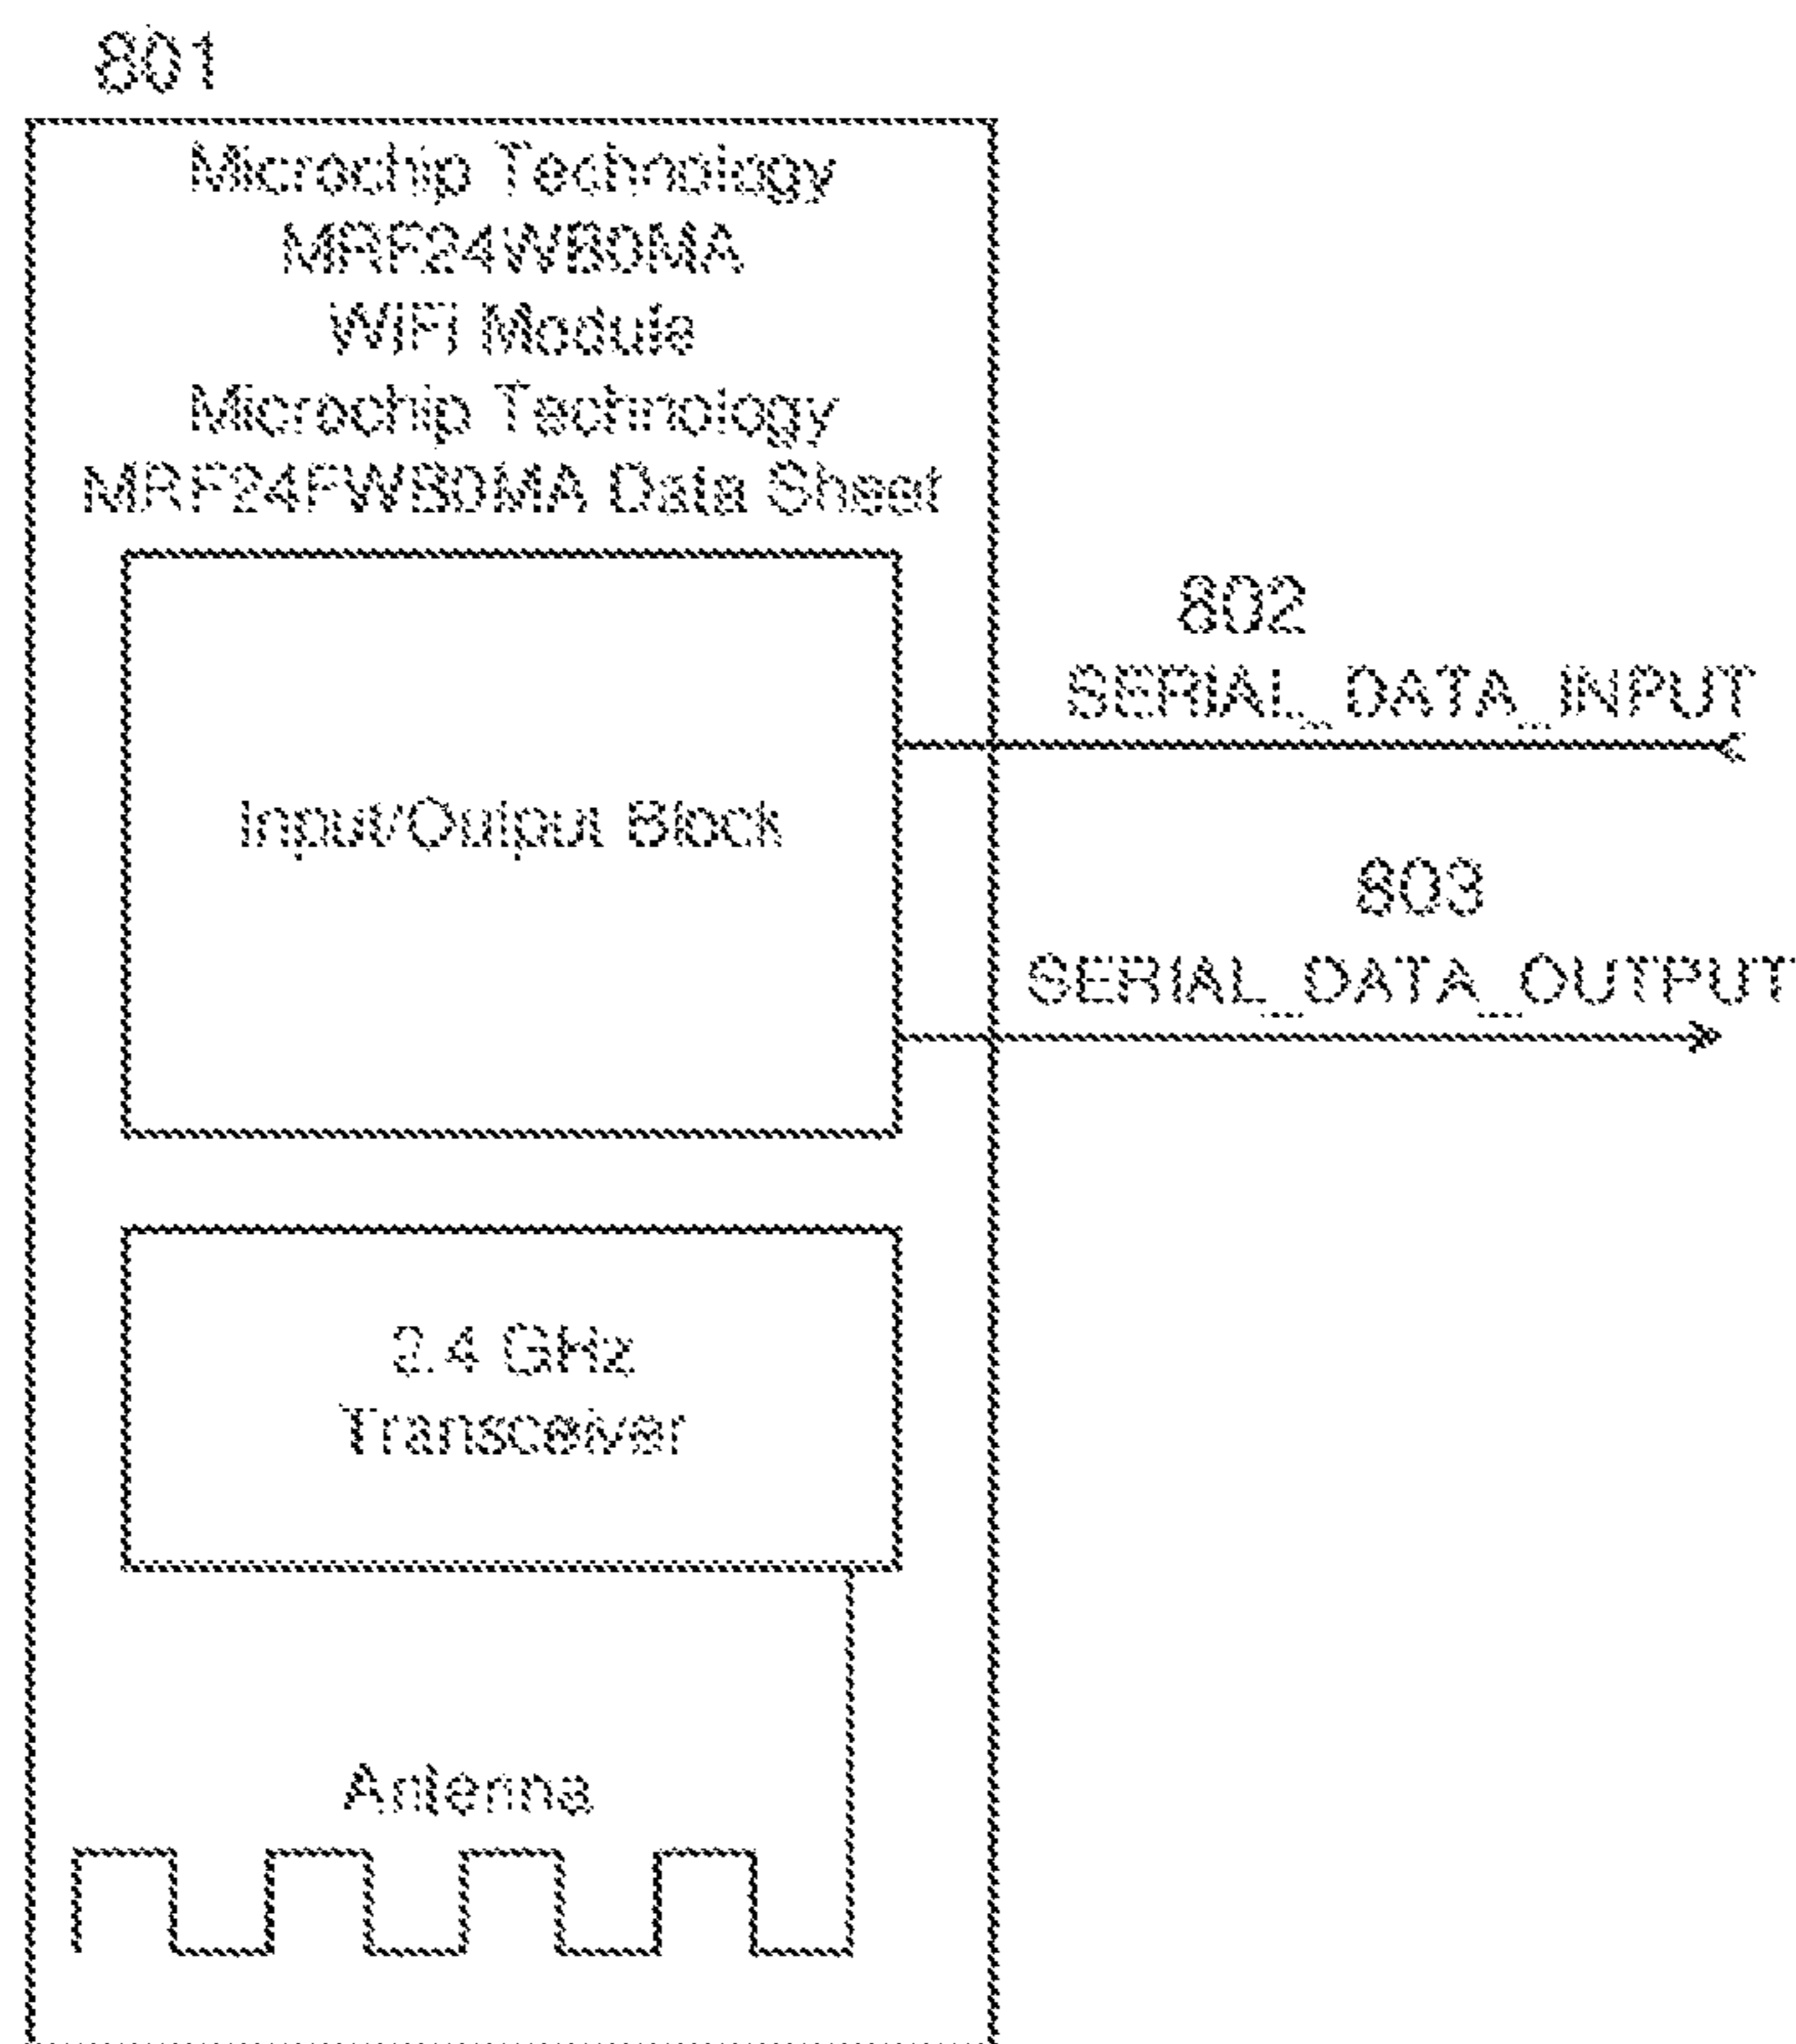 801
Microchip Technology
MRF24WB0MA
WiFi Module
Microchip Technology
MRF24FWB0MA Data Sheet
802
SERIAL_DATA_INPUT
Input/Output Block
803
SERIAL_DATA_OUTPUT
2.4 GHz
Transceiver
Antenna